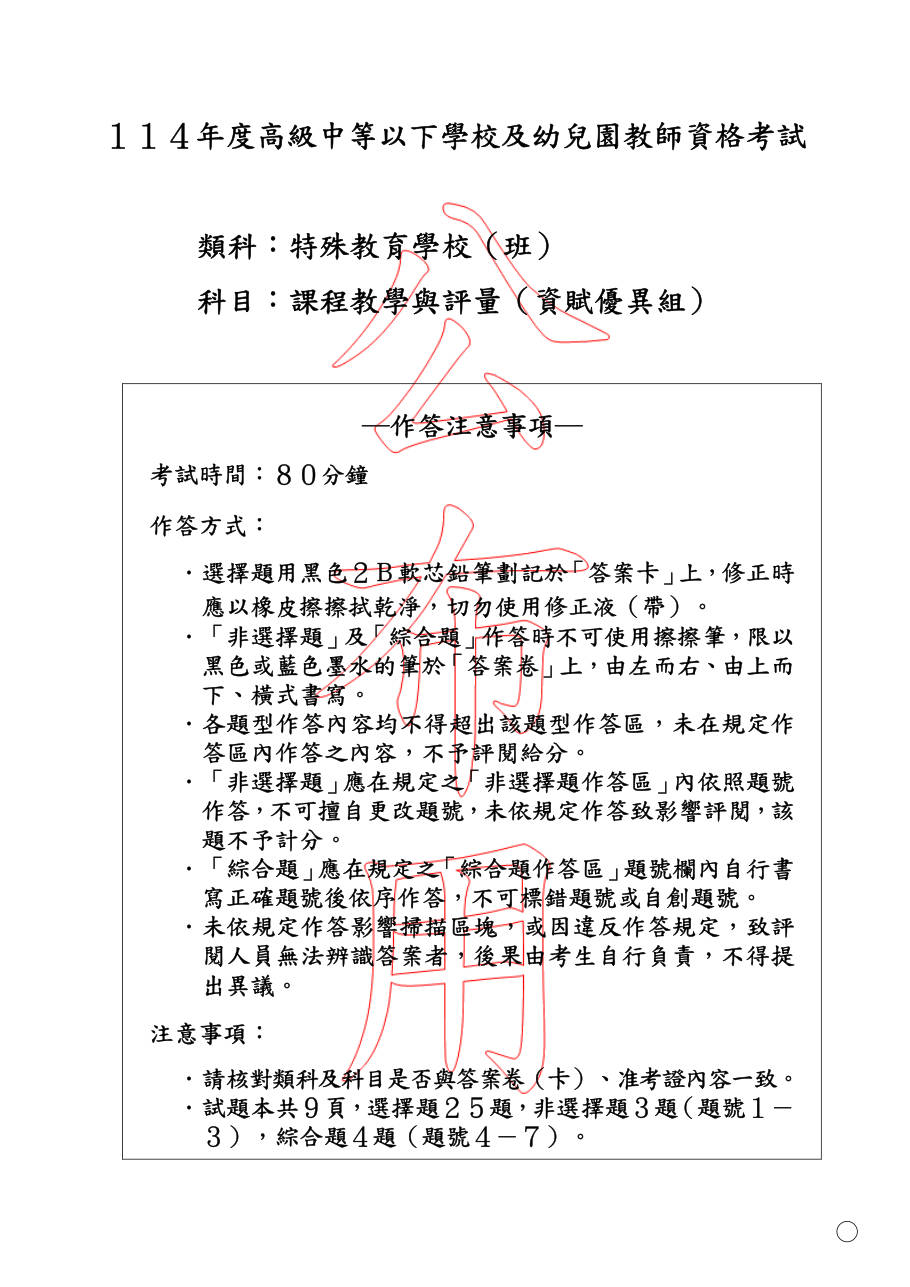 114年度高級中等以下學校及幼兒園教師資格考試
類科：特殊教育學校（班）
科目：課程教學與評量（資賦優異組）
—作答注意事項—
考試時間：80分鐘
作答方式：
．選擇題用黑色2B軟芯鉛筆劃記於「答案卡」上，修正時
應以橡皮擦擦拭乾淨，切勿使用修正液（帶）。
．「非選擇題」及「綜合題」作答時不可使用擦擦筆，限以
黑色或藍色墨水的筆於「答案卷」上，由左而右、由上而
下、橫式書寫。
．各題型作答內容均不得超出該題型作答區，未在規定作
答區內作答之內容，不予評閱給分。
．「非選擇題」應在規定之「非選擇題作答區」內依照題號
作答，不可擅自更改題號，未依規定作答致影響評閱，該
題不予計分。
．「綜合題」應在規定之「綜合題作答區」題號欄內自行書
寫正確題號後依序作答，不可標錯題號或自創題號。
．未依規定作答影響掃描區塊，或因違反作答規定，致評
閱人員無法辨識答案者，後果由考生自行負責，不得提
出異議。
注意事項：
．請核對類科及科目是否與答案卷（卡）、准考證內容一致。
．試題本共9頁，選擇題25題，非選擇題3題（題號1－
3），綜合題4題（題號4－7）。
公布用